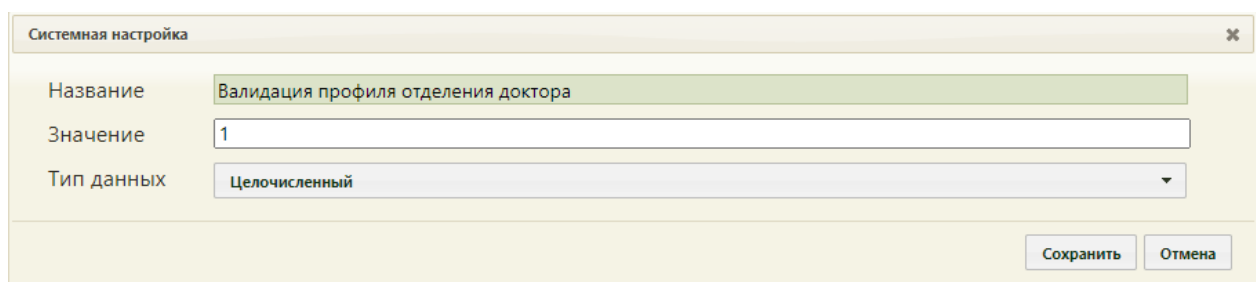 Системная настройка
Название Валидация профиля отделения доктора
Значение 1
Тип данных Целочисленный
Сохранить Отмена